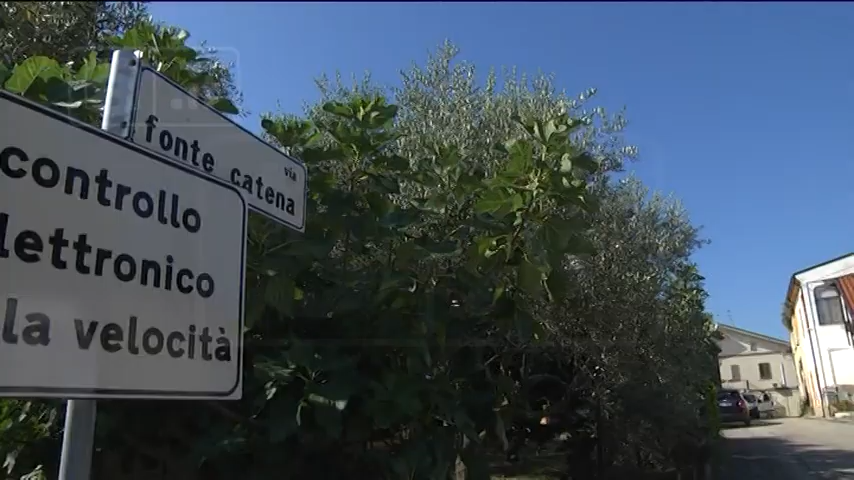 via
fonte catena
controllo
lettronico
la velocità